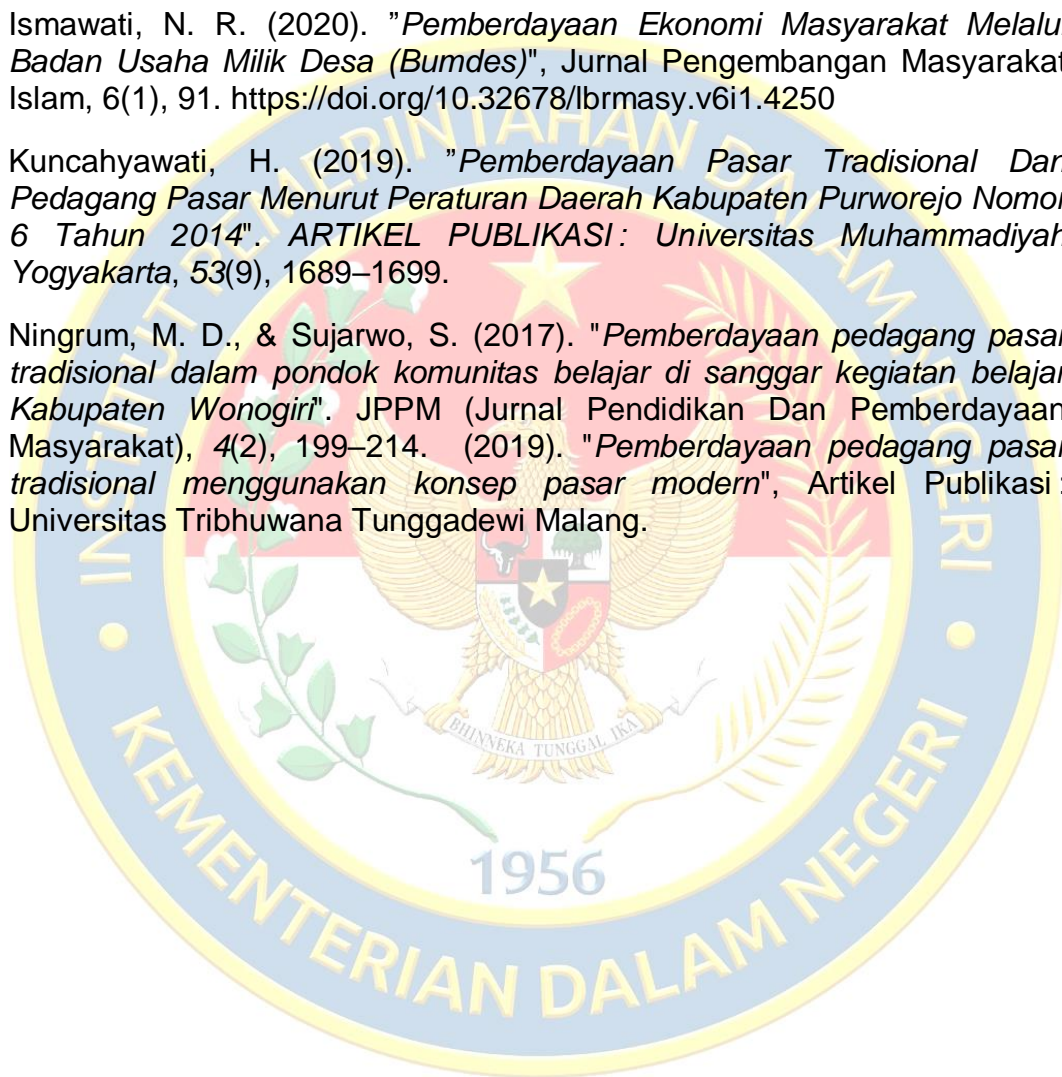 Ismawati, N. R. (2020). ”Pemberdayaan Ekonomi Masyarakat Melalui
Badan Usaha Milik Desa (Bumdes)", Jurnal Pengembangan Masyarakat
Islam, 6(1), 91. https://doi.org/10.32678/lbrmasy.v6i1.4250
Kuncahyawati, H. (2019). ”Pemberdayaan Pasar Tradisional Dan
Pedagang Pasar Menurut Peraturan Daerah Kabupaten Purworejo Nomor
6 Tahun 2014". ARTIKEL PUBLIKASI : Universitas Muhammadiyah
Yogyakarta, 53(9), 1689–1699.
Ningrum, M. D., & Sujarwo, S. (2017). "Pemberdayaan pedagang pasar
tradisional dalam pondok komunitas belajar di sanggar kegiatan belajar
Kabupaten Wonogiri". JPPM (Jurnal Pendidikan Dan Pemberdayaan
Masyarakat), 4(2), 199–214. (2019). "Pemberdayaan pedagang pasar
tradisional menggunakan konsep pasar modern", Artikel Publikasi :
Universitas Tribhuwana Tunggadewi Malang.
INSTITUT PEMERINTAHAN DALAM NEGERI
BHINNEKA TUNGGAL IKA
1956
KEMENTERIAN DALAM NEGERI